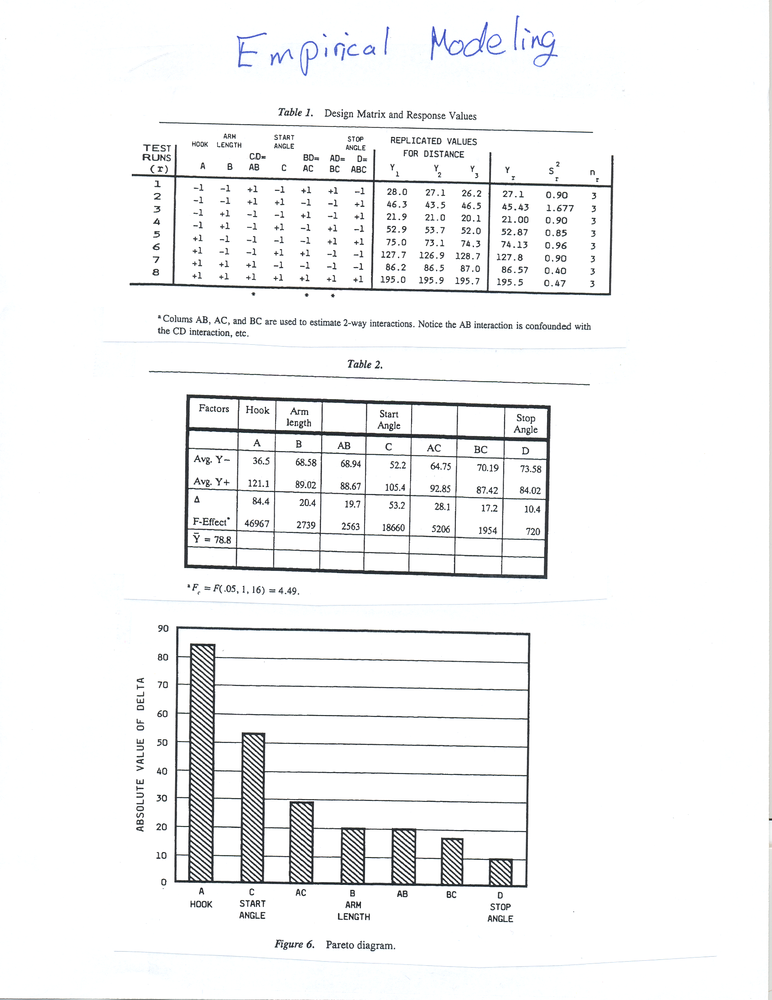 Empirical Modeling
Table 1. Design Matrix and Response Values
TEST RUNS (r) HOOK A ARM LENGTH B CD= AB START ANGLE C BD= AC AD= BC STOP ANGLE D= ABC REPLICATED VALUES FOR DISTANCE Y1 Y2 Y3 Yr S²r nr
1 -1 -1 +1 -1 +1 +1 -1 28.0 27.1 26.2 27.1 0.90 3
2 -1 -1 +1 +1 -1 -1 +1 46.3 43.5 46.5 45.43 1.677 3
3 -1 +1 -1 -1 +1 -1 +1 21.9 21.0 20.1 21.00 0.90 3
4 -1 +1 -1 +1 -1 +1 -1 52.9 53.7 52.0 52.87 0.85 3
5 +1 -1 -1 -1 -1 +1 +1 75.0 73.1 74.3 74.13 0.96 3
6 +1 -1 -1 +1 +1 -1 -1 127.7 126.9 128.7 127.8 0.90 3
7 +1 +1 +1 -1 -1 -1 -1 86.2 86.5 87.0 86.57 0.40 3
8 +1 +1 +1 +1 +1 +1 +1 195.0 195.9 195.7 195.5 0.47 3
* * *
ª Colums AB, AC, and BC are used to estimate 2-way interactions. Notice the AB interaction is confounded with
the CD interaction, etc.
Table 2.
Factors Hook Arm length Start Angle Stop Angle
A B AB C AC BC D
Avg. Y− 36.5 68.58 68.94 52.2 64.75 70.19 73.58
Avg. Y+ 121.1 89.02 88.67 105.4 92.85 87.42 84.02
Δ 84.4 20.4 19.7 53.2 28.1 17.2 10.4
F-Effectª 46967 2739 2563 18660 5206 1954 720
Ȳ = 78.8
ª Fc = F(.05, 1, 16) = 4.49.
ABSOLUTE VALUE OF DELTA
90
80
70
60
50
40
30
20
10
0
A C AC B AB BC D
HOOK START ARM STOP
ANGLE LENGTH ANGLE
Figure 6. Pareto diagram.